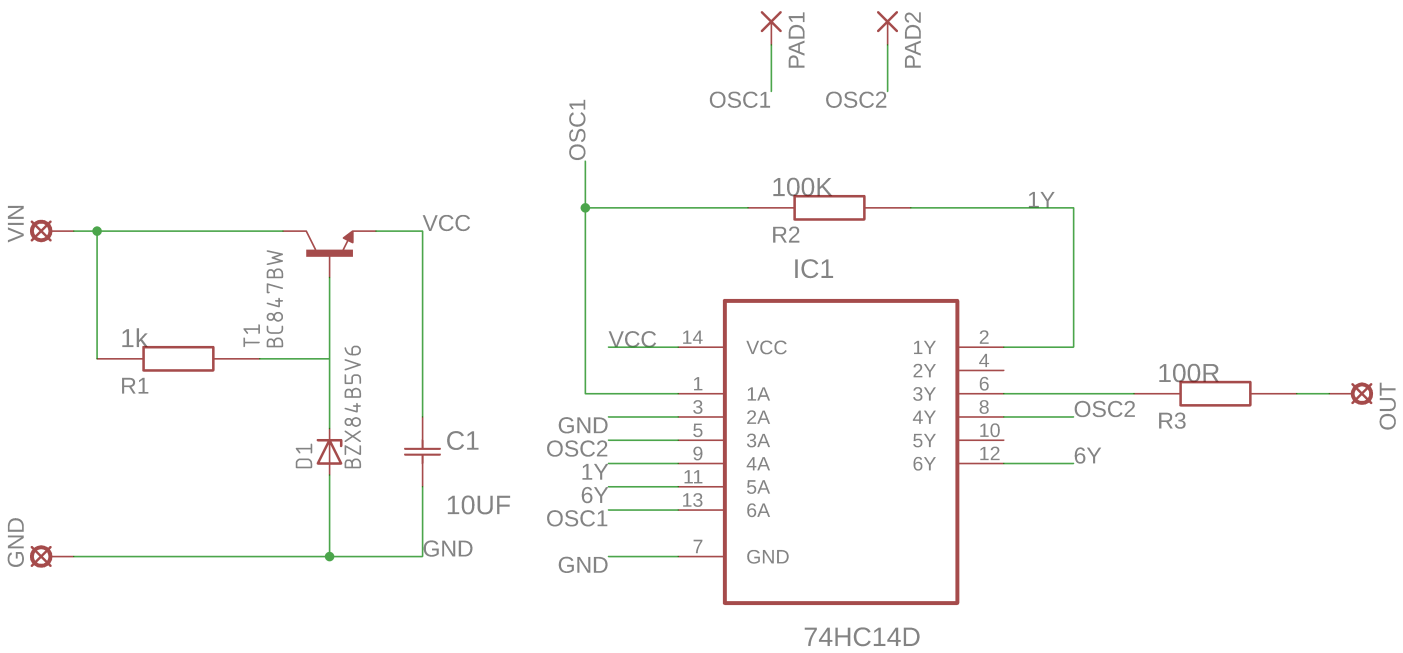 PAD1
PAD2
OSC1
OSC2
OSC1
100K
1Y
R2
VIN
VCC
T1
BC847BW
1k
R1
D1
BZX84B5V6
C1
10UF
GND
GND
IC1
VCC 14 VCC 1Y 2
2Y 4
1 1A 3Y 6
GND 3 2A 4Y 8 OSC2
OSC2 5 3A 5Y 10
1Y 9 4A 6Y 12 6Y
6Y 11 5A
OSC1 13 6A
GND 7 GND
74HC14D
100R
R3
OUT